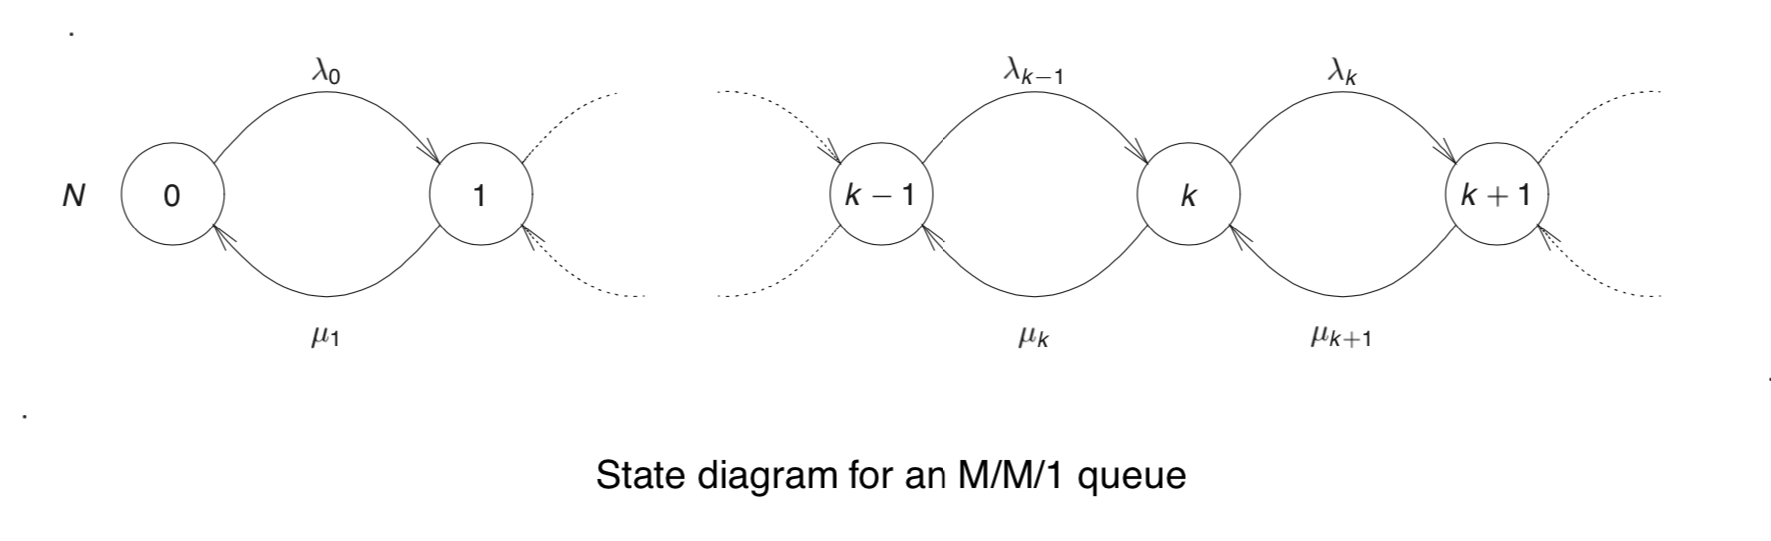 λ₀ λₖ₋₁ λₖ
N 0 1 k − 1 k k + 1
μ₁ μₖ μₖ₊₁
State diagram for an M/M/1 queue